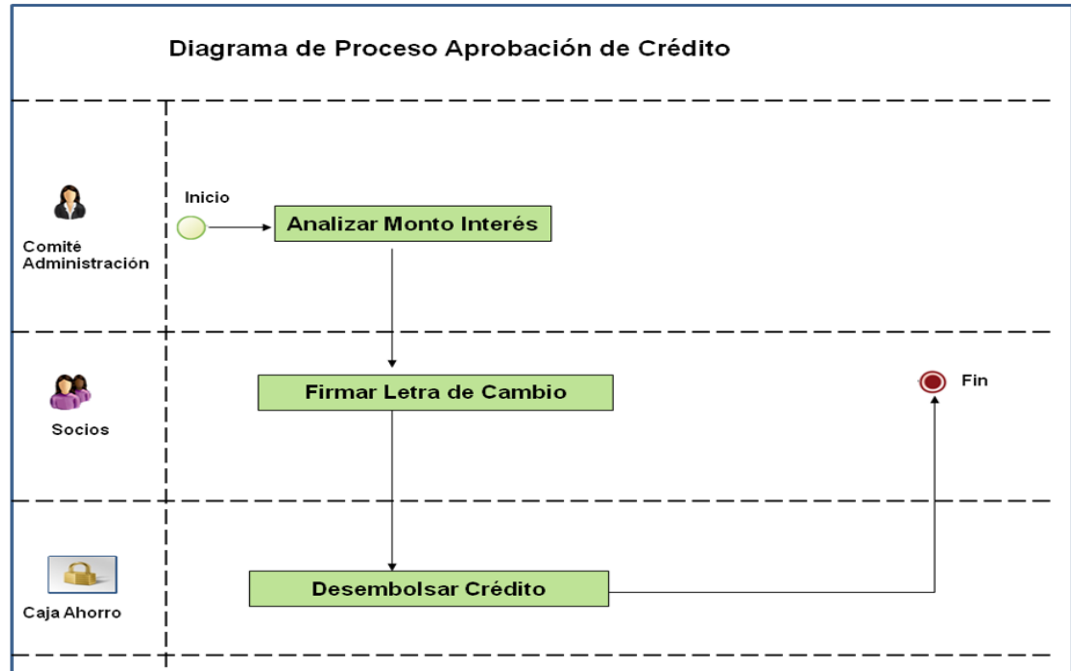 Diagrama de Proceso Aprobación de Crédito
Inicio
Analizar Monto Interés
Comité
Administración
Firmar Letra de Cambio
Fin
Socios
Desembolsar Crédito
Caja Ahorro